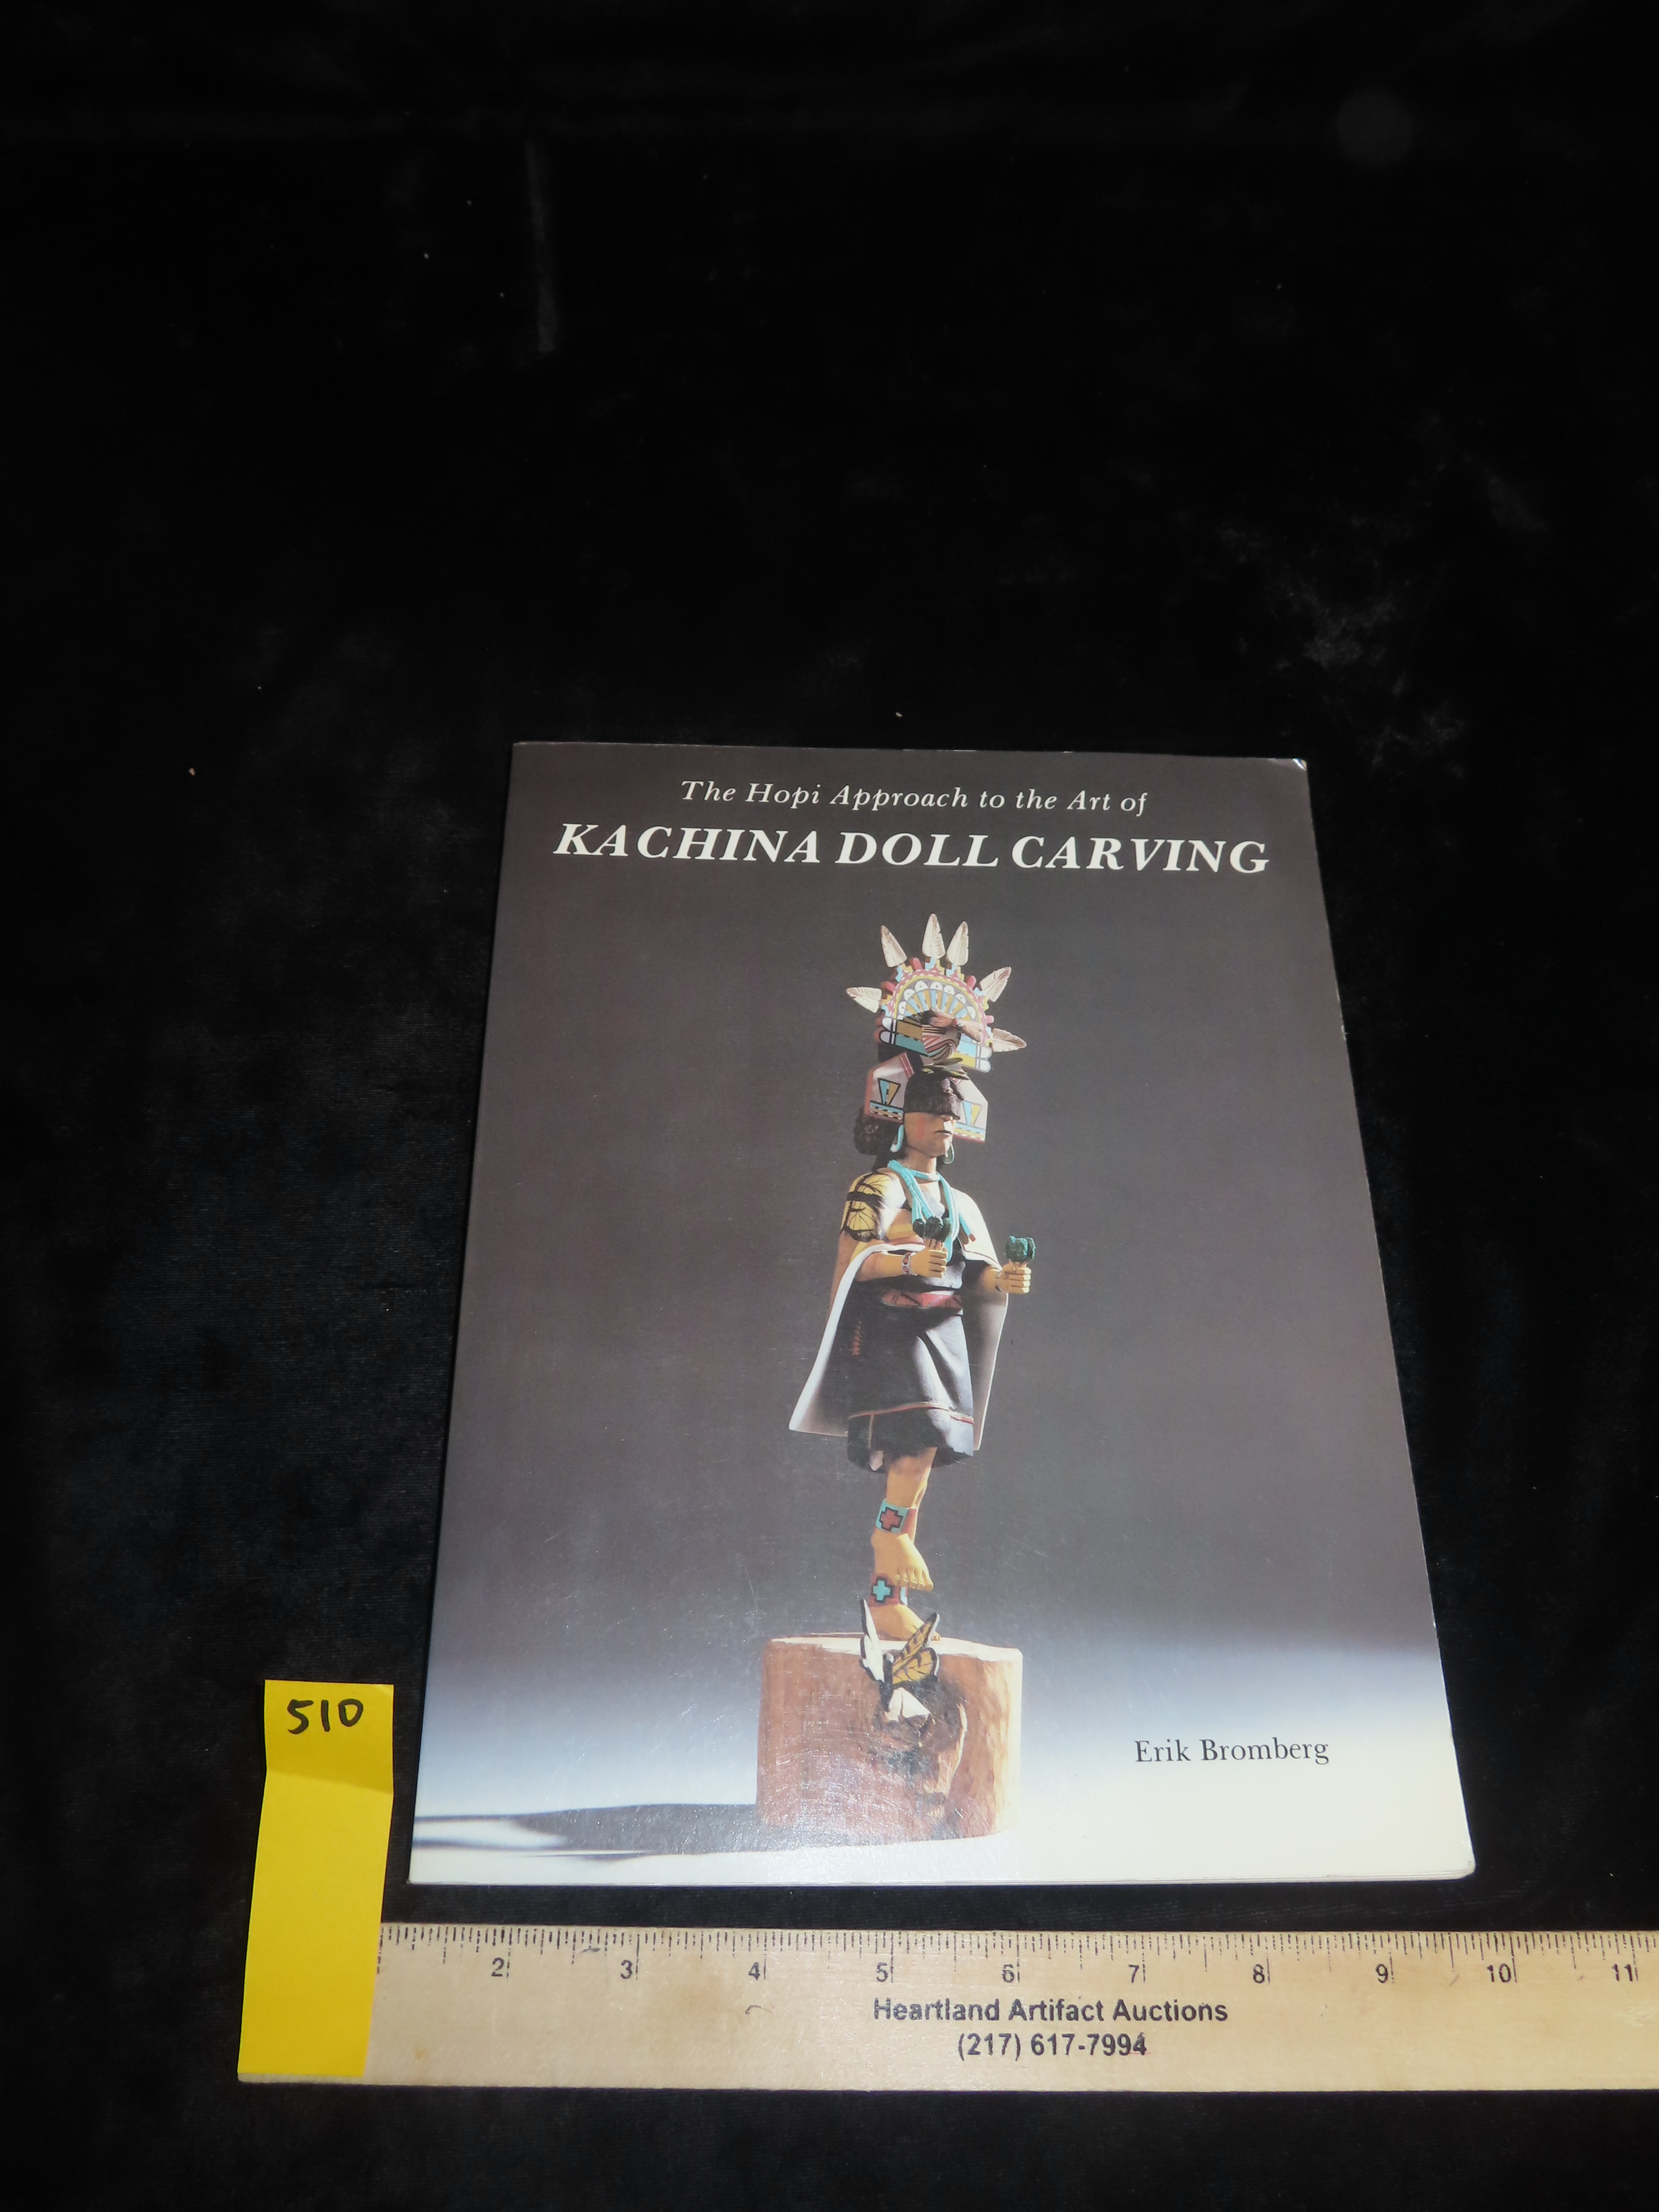 The Hopi Approach to the Art of
KACHINA DOLL CARVING
Erik Bromberg
510
2 3 4 5 6 7 8 9 10 11
Heartland Artifact Auctions
(217) 617-7994